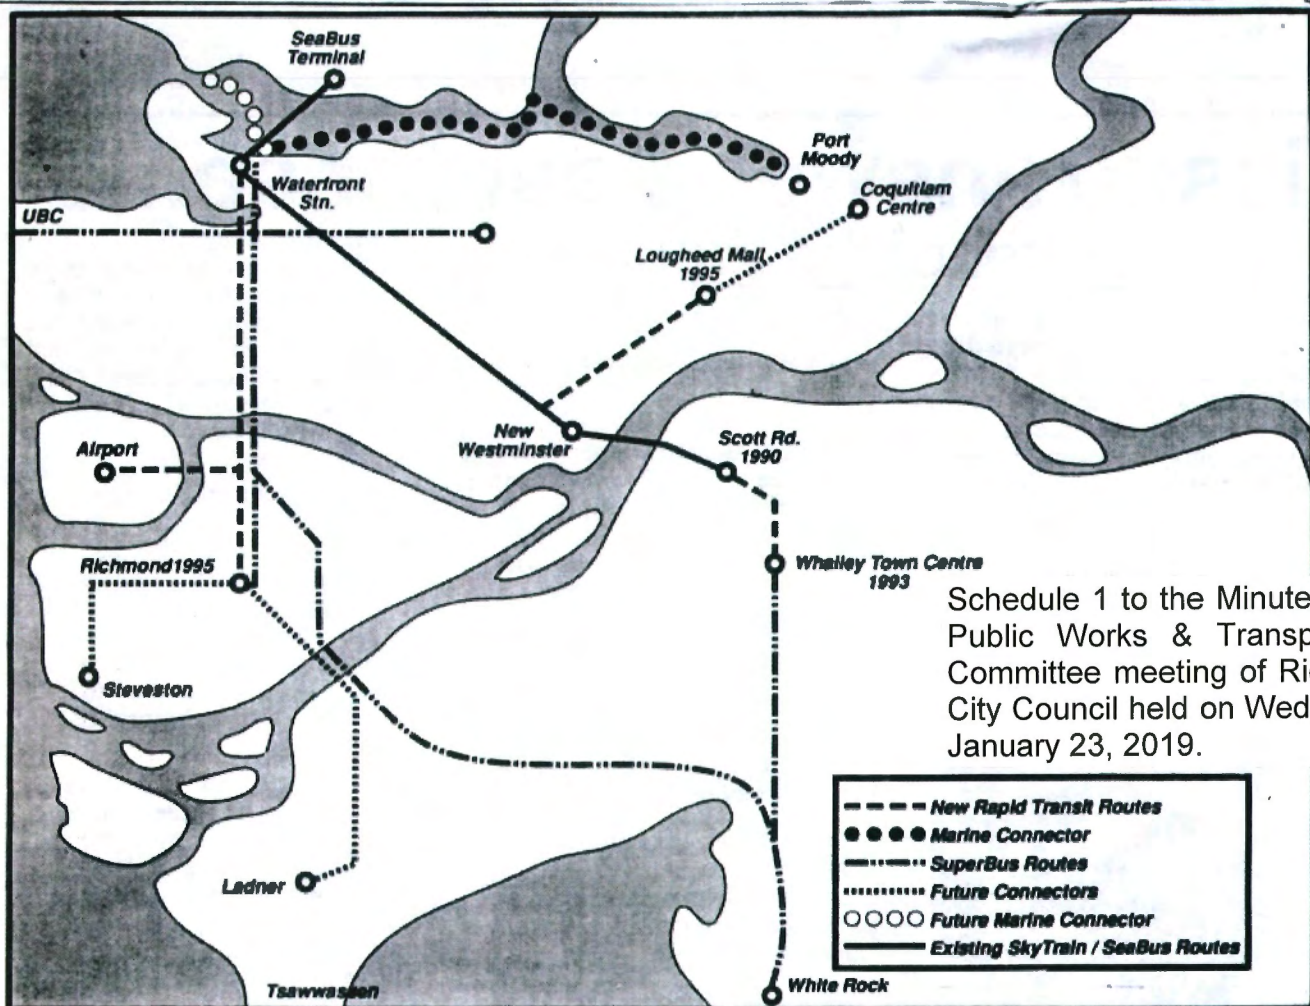 SeaBus
Terminal
Port
Moody
Waterfront
Stn.
Coquitlam
Centre
UBC
Lougheed Mall
1995
New
Westminster
Scott Rd.
1990
Airport
Richmond 1995
Whalley Town Centre
1993
Steveston
Schedule 1 to the Minute
Public Works & Transp
Committee meeting of Ri
City Council held on Wed
January 23, 2019.
New Rapid Transit Routes
Marine Connector
SuperBus Routes
Future Connectors
Future Marine Connector
Existing SkyTrain / SeaBus Routes
Ladner
Tsawwassen
White Rock